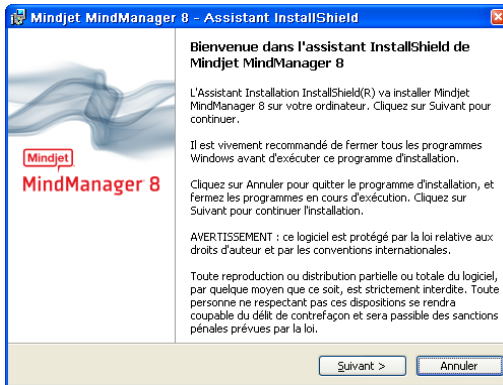 Mindjet MindManager 8 - Assistant InstallShield
Bienvenue dans l'assistant InstallShield de
Mindjet MindManager 8
L'Assistant Installation InstallShield(R) va installer Mindjet
MindManager 8 sur votre ordinateur. Cliquez sur Suivant pour
continuer.
Il est vivement recommandé de fermer tous les programmes
Windows avant d'exécuter ce programme d'installation.
Mindjet
MindManager 8
Cliquez sur Annuler pour quitter le programme d'installation, et
fermez les programmes en cours d'exécution. Cliquez sur
Suivant pour continuer l'installation.
AVERTISSEMENT : ce logiciel est protégé par la loi relative aux
droits d'auteur et par les conventions internationales.
Toute reproduction ou distribution partielle ou totale du logiciel,
par quelque moyen que ce soit, est strictement interdite. Toute
personne ne respectant pas ces dispositions se rendra
coupable du délit de contrefaçon et sera passible des sanctions
pénales prévues par la loi.
Suivant >
Annuler